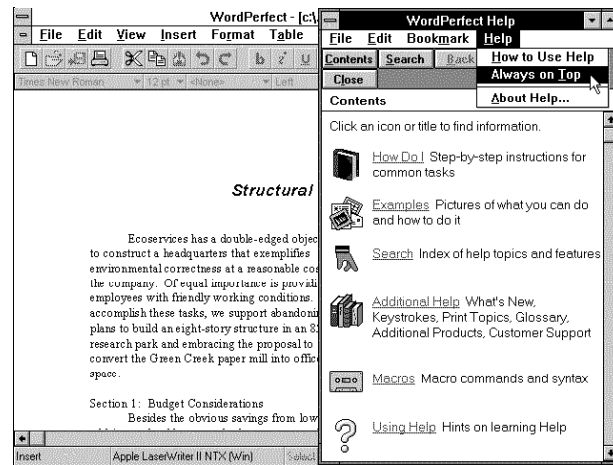 WordPerfect - [c:\
File Edit View Insert Format Table
b i u
Times New Roman 12 pt <None> Left
Structural
Ecoservices has a double-edged objec
to construct a headquarters that exemplifies
environmental correctness at a reasonable cos
the company. Of equal importance is providi
employees with friendly working conditions.
accomplish these tasks, we support abandoni
plans to build an eight-story structure in an 8
research park and embracing the proposal to
convert the Green Creek paper mill into offic
space.
Section 1: Budget Considerations
Besides the obvious savings from low
Insert Apple LaserWriter II NTX (Win) Select
WordPerfect Help
File Edit Bookmark Help
Contents Search Back
Close
How to Use Help
Always on Top
About Help...
Contents
Click an icon or title to find information.
How Do I Step-by-step instructions for
common tasks
Examples Pictures of what you can do
and how to do it
Search Index of help topics and features
Additional Help What's New,
Keystrokes, Print Topics, Glossary,
Additional Products, Customer Support
Macros Macro commands and syntax
Using Help Hints on learning Help